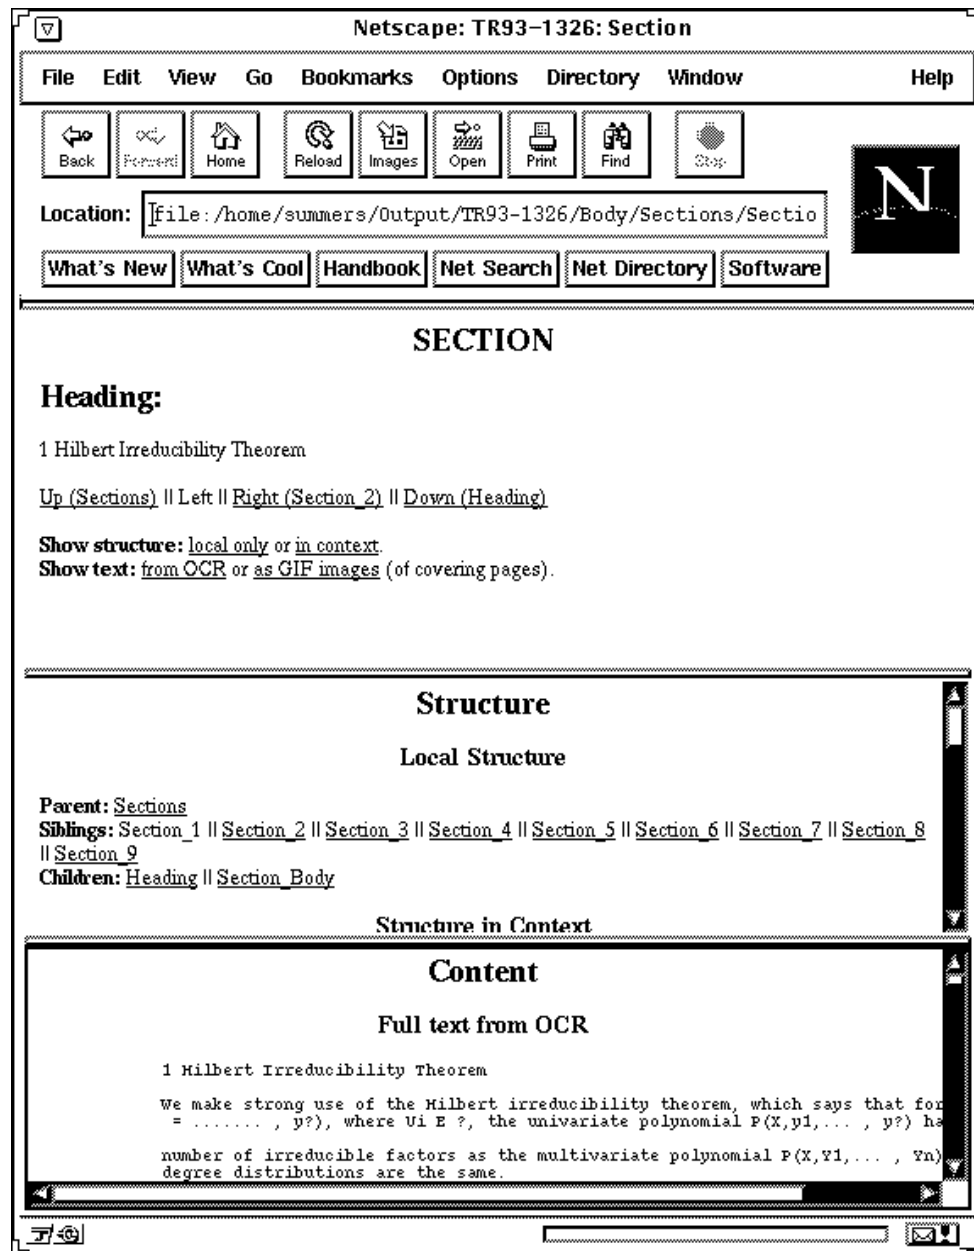 Netscape: TR93-1326: Section
File Edit View Go Bookmarks Options Directory Window Help
Back Forward Home Reload Images Open Print Find Stop
N
Location: file:/home/summers/Output/TR93-1326/Body/Sections/Sectio
What's New What's Cool Handbook Net Search Net Directory Software
SECTION
Heading:
1 Hilbert Irreducibility Theorem
Up (Sections) || Left || Right (Section_2) || Down (Heading)
Show structure: local only or in context.
Show text: from OCR or as GIF images (of covering pages).
Structure
Local Structure
Parent: Sections
Siblings: Section_1 || Section_2 || Section_3 || Section_4 || Section_5 || Section_6 || Section_7 || Section_8
|| Section_9
Children: Heading || Section_Body
Structure in Context
Content
Full text from OCR
1 Hilbert Irreducibility Theorem
We make strong use of the Hilbert irreducibility theorem, which says that for
= ....... , y?), where Ui E ?, the univariate polynomial P(X,y1,... , y?) ha
number of irreducible factors as the multivariate polynomial P(X,Y1,... , Yn)
degree distributions are the same.